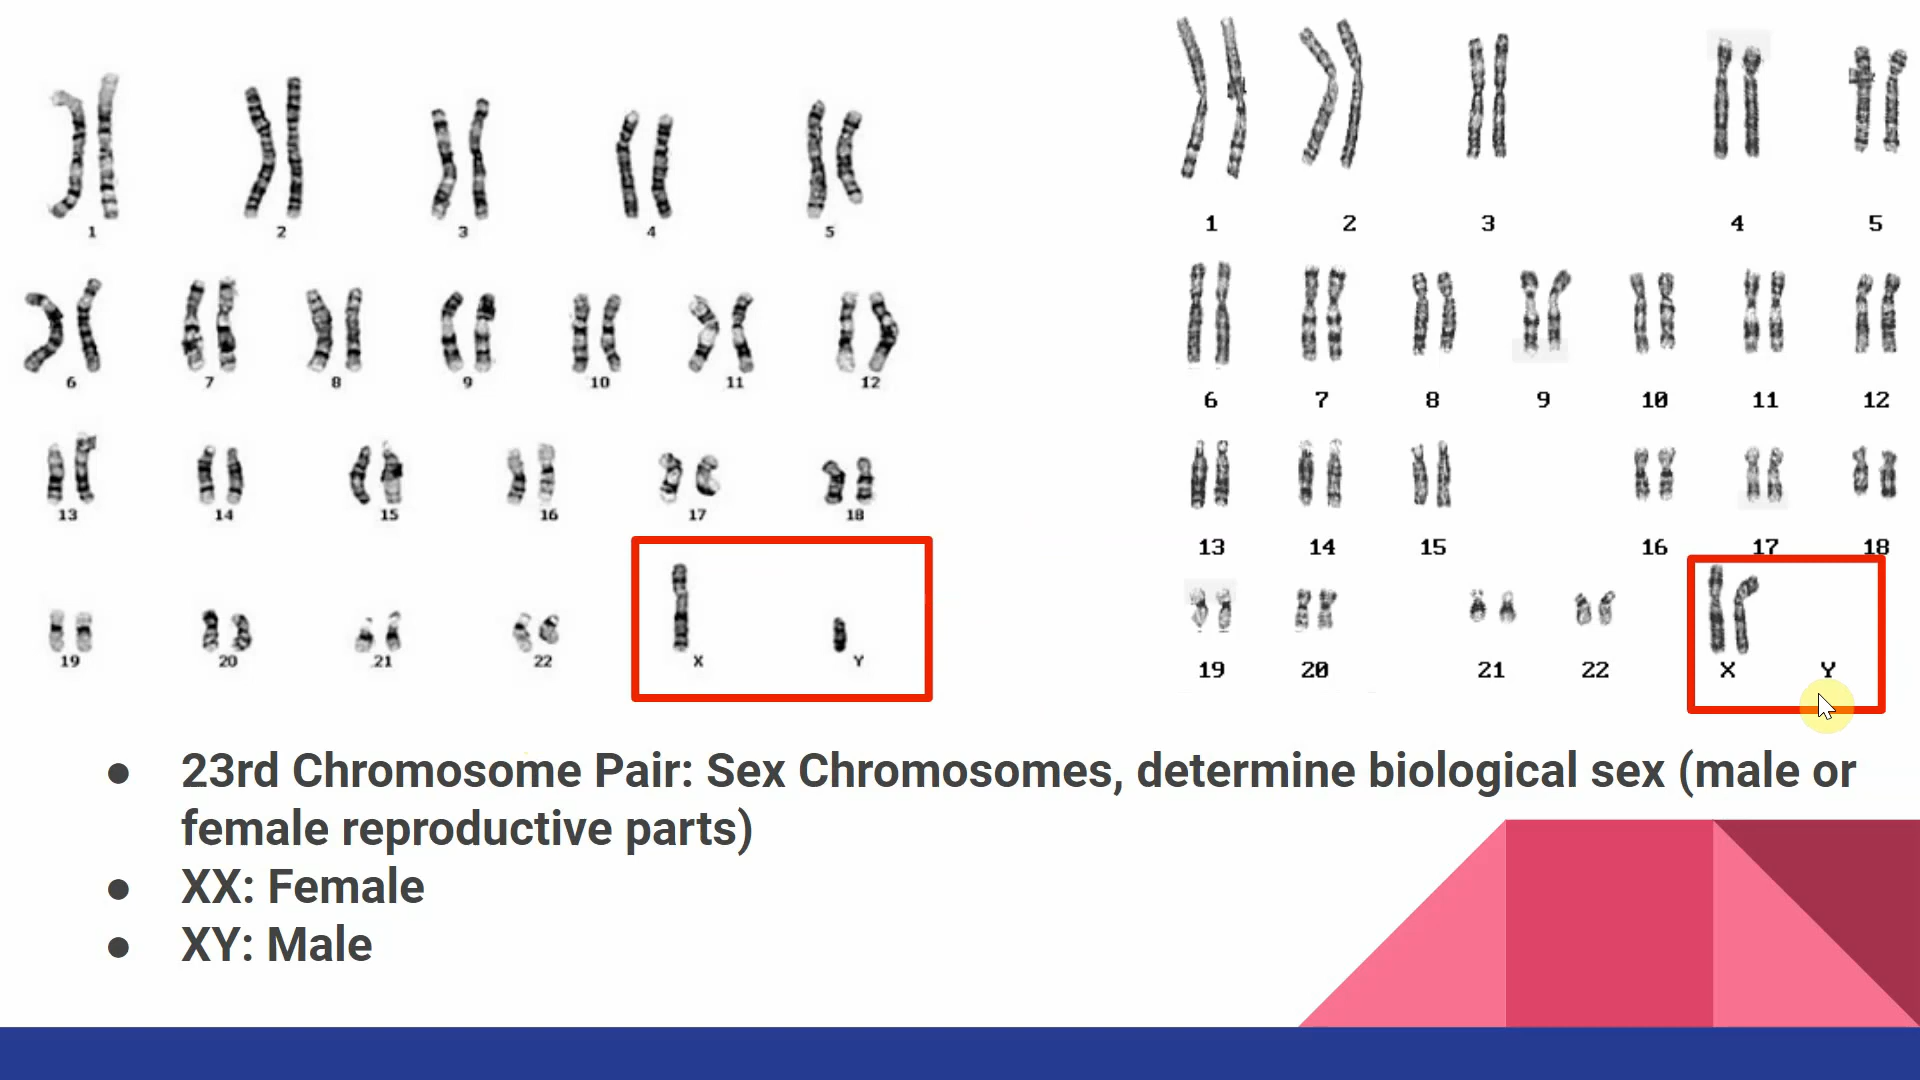 1 2 3 4 5
6 7 8 9 10 11 12
13 14 15 16 17 18
19 20 21 22 X Y
1 2 3 4 5
6 7 8 9 10 11 12
13 14 15 16 17 18
19 20 21 22 X Y
● 23rd Chromosome Pair: Sex Chromosomes, determine biological sex (male or
female reproductive parts)
● XX: Female
● XY: Male